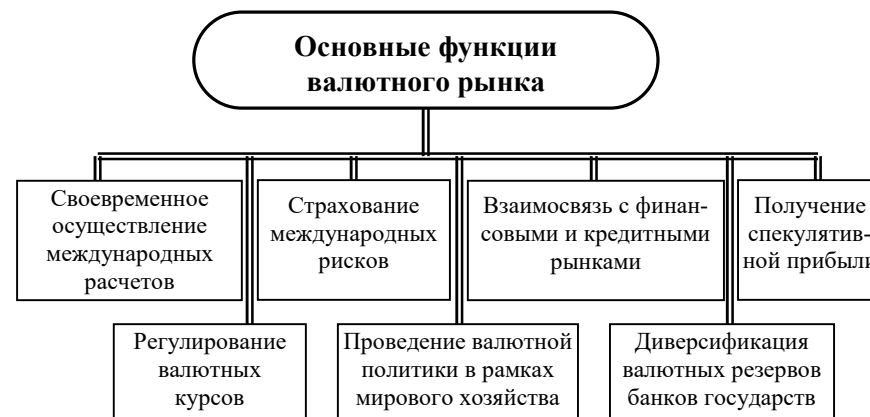 Основные функции
валютного рынка
Своевременное
осуществление
международных
расчетов
Страхование
международных
рисков
Взаимосвязь с финан-
совыми и кредитными
рынками
Получение
спекулятив-
ной прибыли
Регулирование
валютных
курсов
Проведение валютной
политики в рамках
мирового хозяйства
Диверсификация
валютных резервов
банков государств